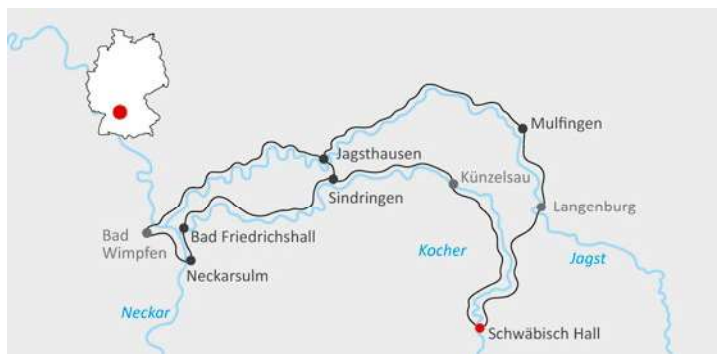 Mulfingen
Jagsthausen
Künzelsau
Sindringen
Langenburg
Bad
Wimpfen
Bad Friedrichshall
Kocher
Jagst
Neckarsulm
Neckar
Schwäbisch Hall